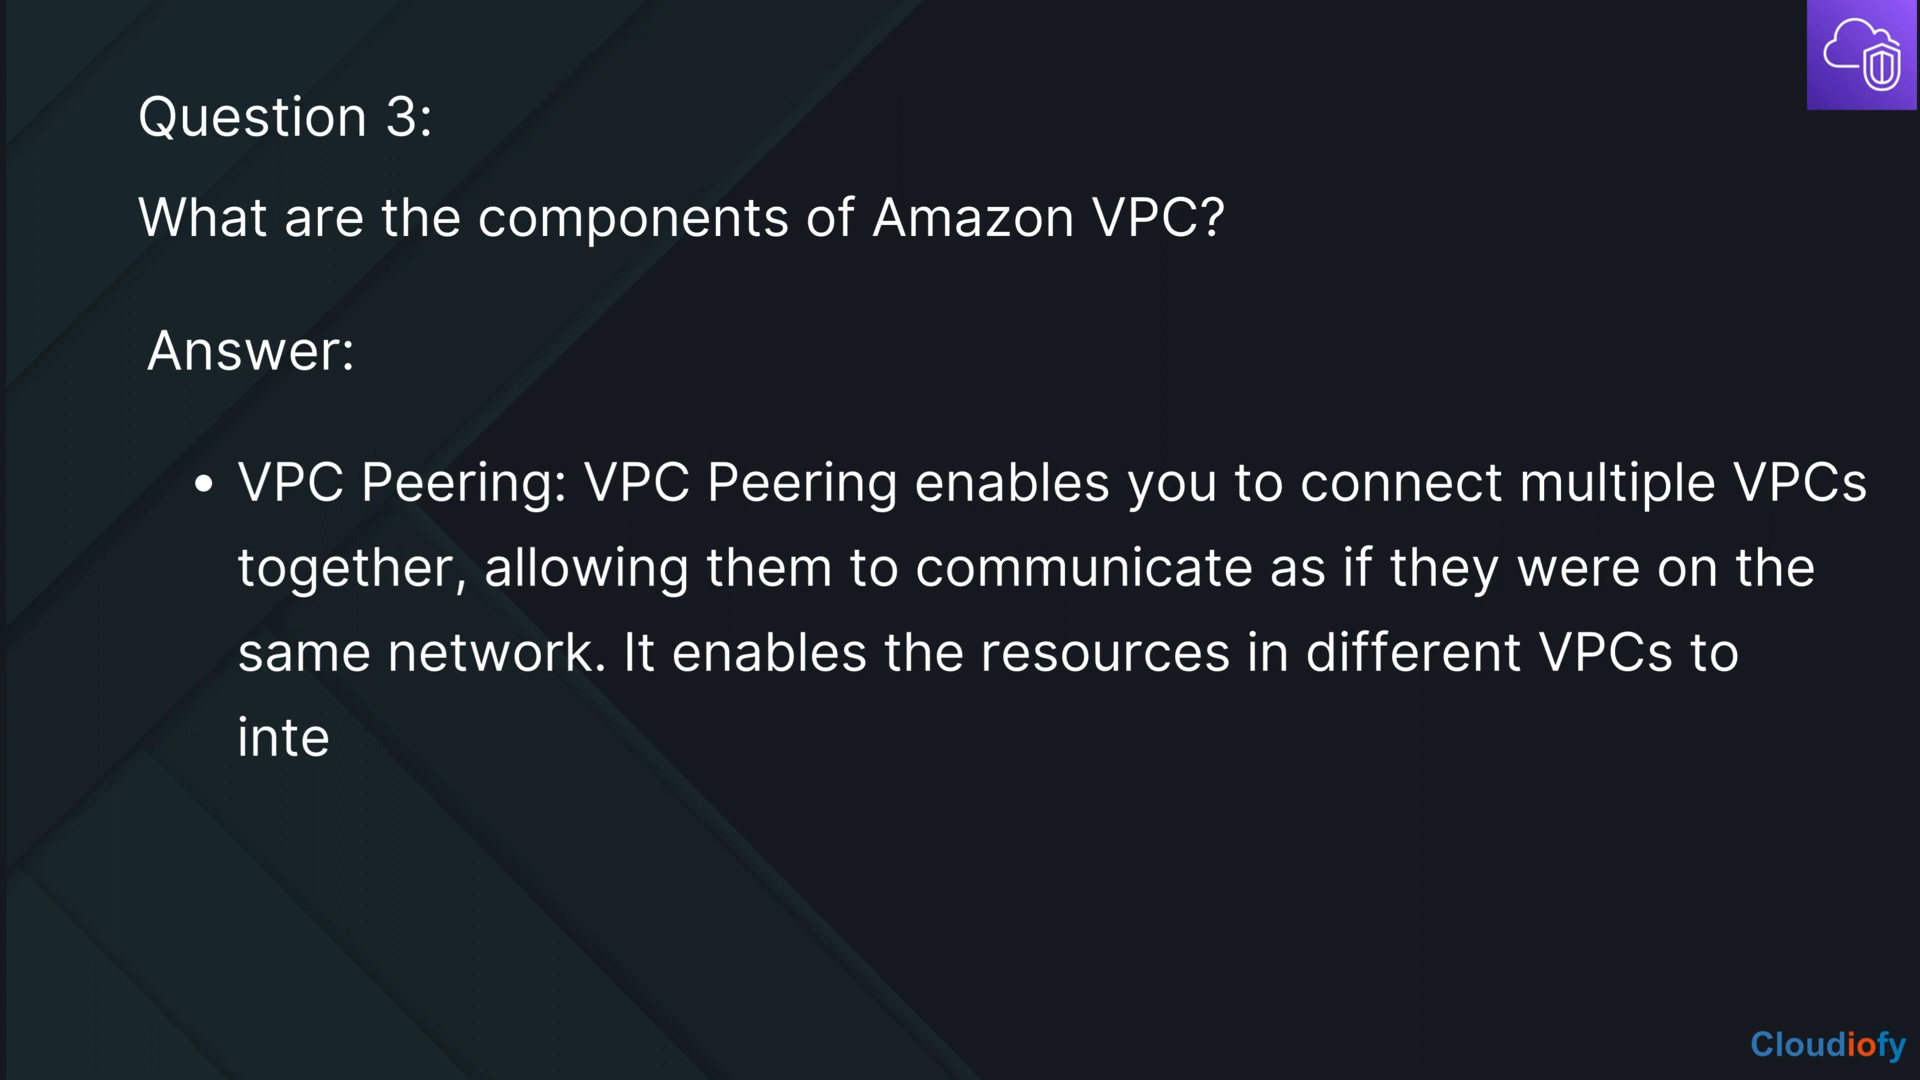 Question 3:
What are the components of Amazon VPC?
Answer:
• VPC Peering: VPC Peering enables you to connect multiple VPCs
together, allowing them to communicate as if they were on the
same network. It enables the resources in different VPCs to
inte
Cloudiofy